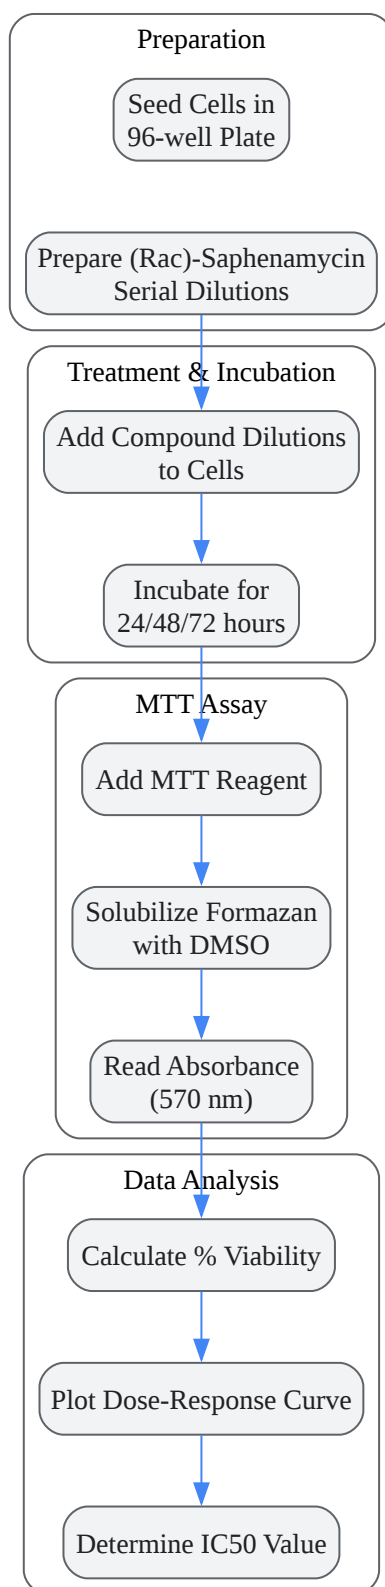 Preparation
Seed Cells in
96-well Plate
Prepare (Rac)-Saphenamycin
Serial Dilutions
Treatment & Incubation
Add Compound Dilutions
to Cells
Incubate for
24/48/72 hours
MTT Assay
Add MTT Reagent
Solubilize Formazan
with DMSO
Read Absorbance
(570 nm)
Data Analysis
Calculate % Viability
Plot Dose-Response Curve
Determine IC50 Value